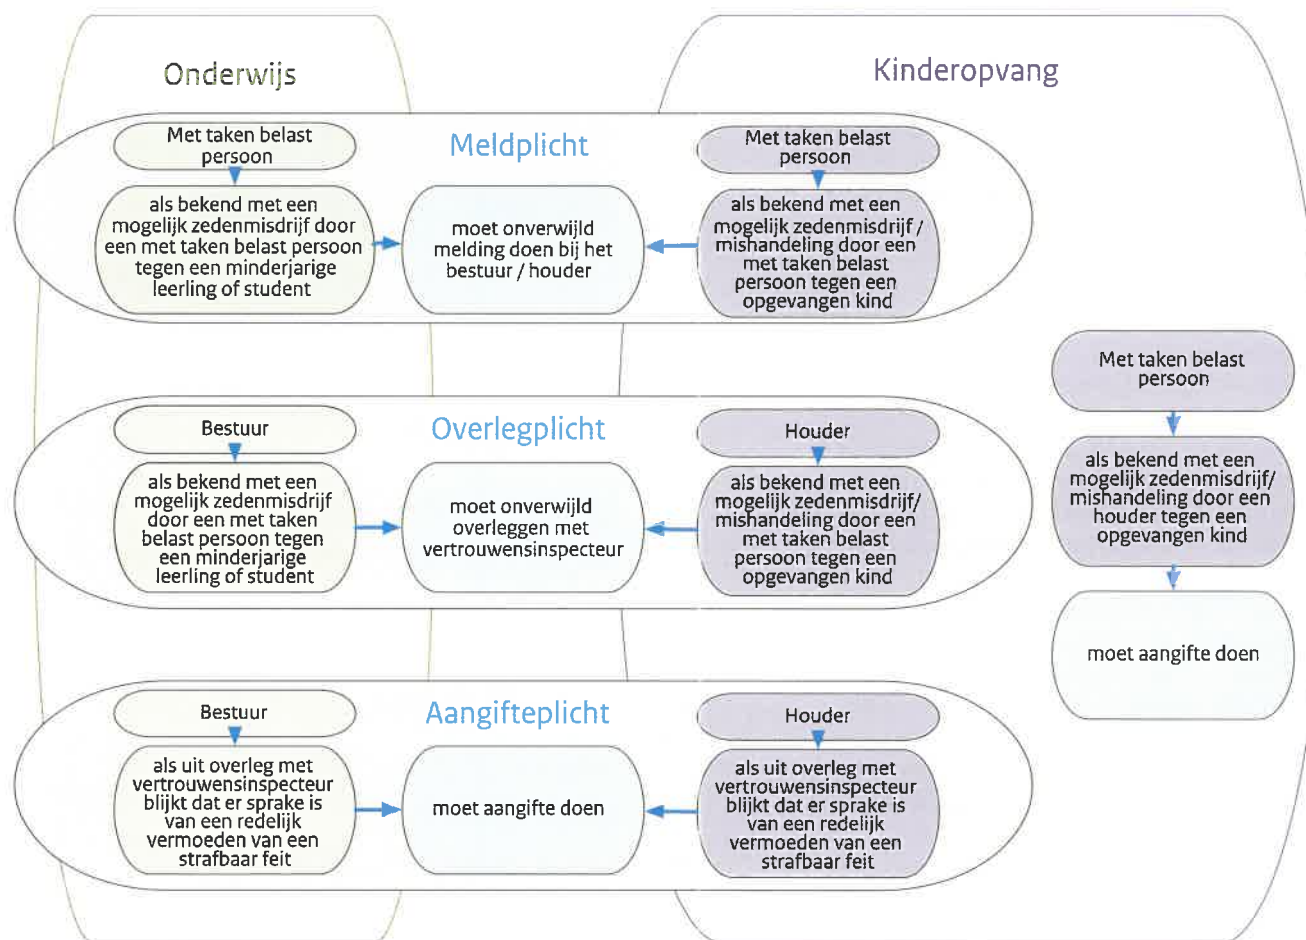 Onderwijs
Kinderopvang
Meldplicht
Met taken belast
persoon
als bekend met een
mogelijk zedenmisdrijf door
een met taken belast persoon
tegen een minderjarige
leerling of student
moet onverwijld
melding doen bij het
bestuur / houder
Met taken belast
persoon
als bekend met een
mogelijk zedenmisdrijf /
mishandeling door een
met taken belast
persoon tegen een
opgevangen kind
Overlegplicht
Bestuur
als bekend met een
mogelijk zedenmisdrijf
door een met taken
belast persoon tegen
een minderjarige
leerling of student
moet onverwijld
overleggen met
vertrouwensinspecteur
Houder
als bekend met een
mogelijk zedenmisdrijf/
mishandeling door een
met taken belast
persoon tegen een
opgevangen kind
Aangifteplicht
Bestuur
als uit overleg met
vertrouwensinspecteur
blijkt dat er sprake is
van een redelijk
vermoeden van een
strafbaar feit
moet aangifte doen
Houder
als uit overleg met
vertrouwensinspecteur
blijkt dat er sprake is
van een redelijk
vermoeden van een
strafbaar feit
Met taken belast
persoon
als bekend met een
mogelijk zedenmisdrijf/
mishandeling door een
houder tegen een
opgevangen kind
moet aangifte doen